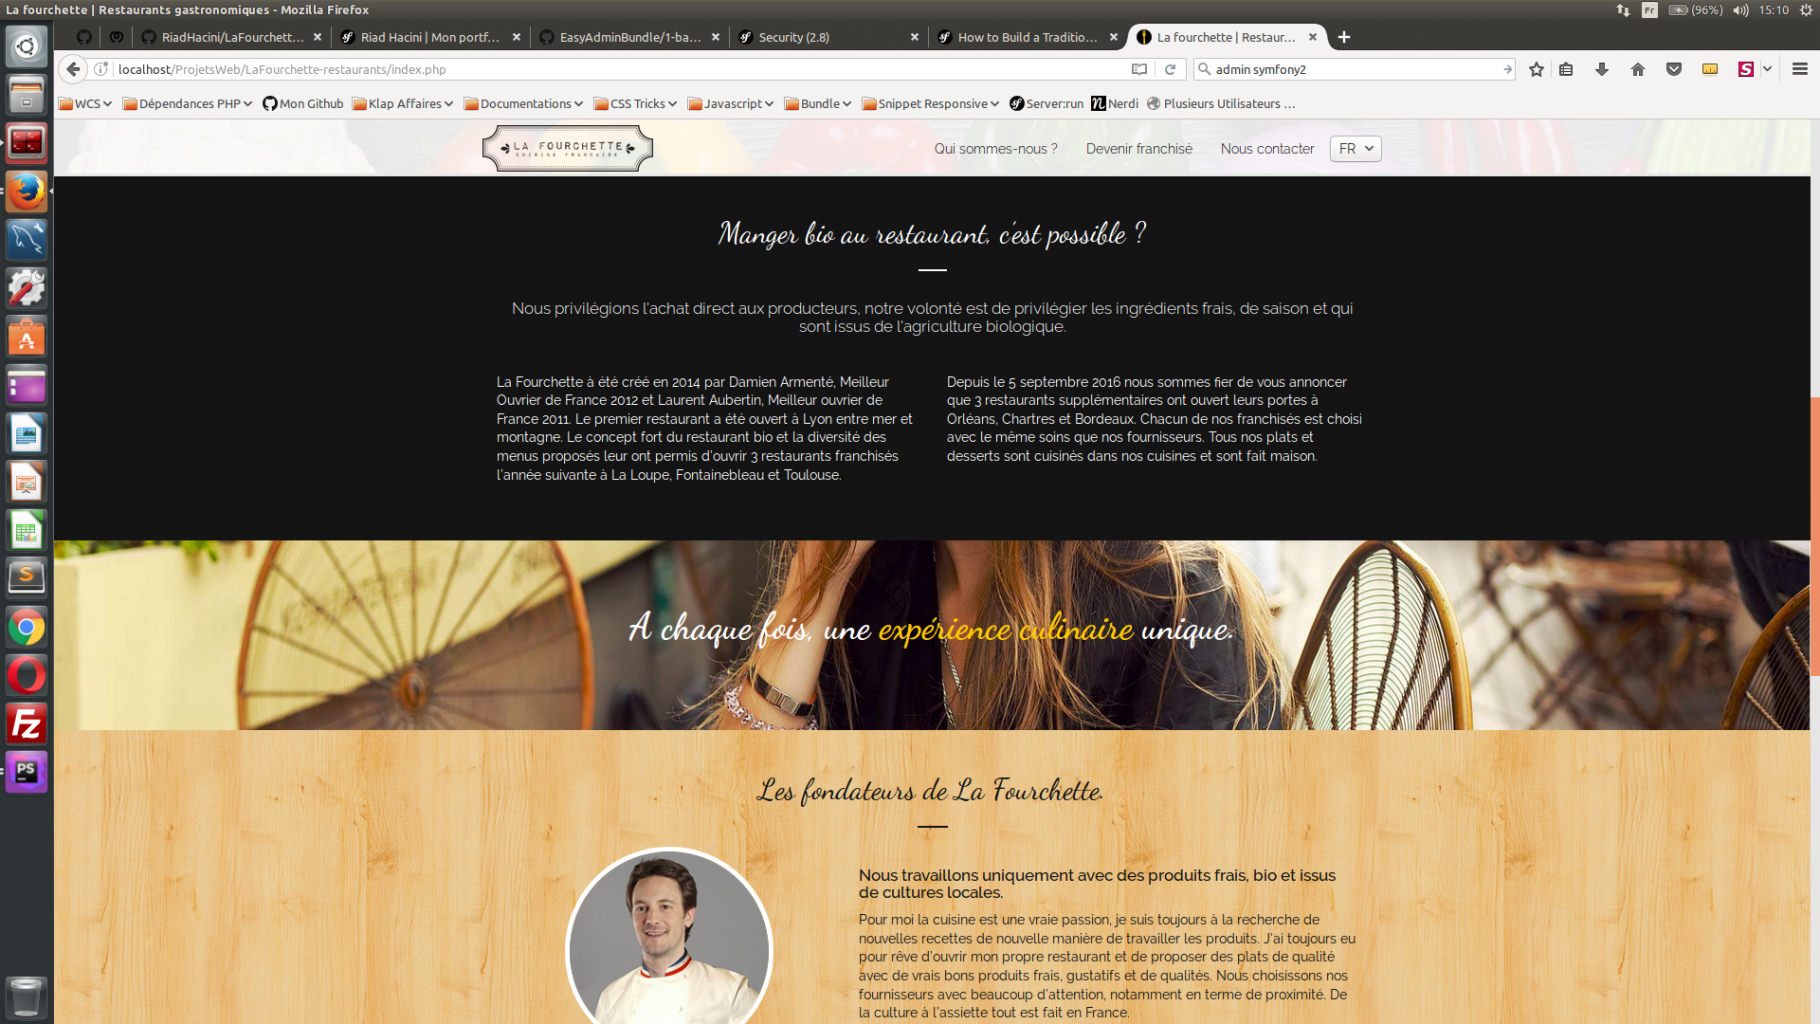 La fourchette | Restaurants gastronomiques - Mozilla Firefox
Fr (96%) 15:10
RiadHacini/LaFourchett... × Riad Hacini | Mon portf... × EasyAdminBundle/1-ba... × Security (2.8) × How to Build a Traditio... × La fourchette | Restaur... × +
localhost/ProjetsWeb/LaFourchette-restaurants/index.php
admin symfony2
S
WCS Dépendances PHP Mon Github Klap Affaires Documentations CSS Tricks Javascript Bundle Snippet Responsive Server:run Nerdi Plusieurs Utilisateurs ...
LA FOURCHETTE
CUISINE FRANCAISE
Qui sommes-nous ? Devenir franchisé Nous contacter FR
Manger bio au restaurant, c'est possible ?
Nous privilégions l'achat direct aux producteurs, notre volonté est de privilégier les ingrédients frais, de saison et qui
sont issus de l'agriculture biologique.
La Fourchette à été créé en 2014 par Damien Armenté, Meilleur
Ouvrier de France 2012 et Laurent Aubertin, Meilleur ouvrier de
France 2011. Le premier restaurant a été ouvert à Lyon entre mer et
montagne. Le concept fort du restaurant bio et la diversité des
menus proposés leur ont permis d'ouvrir 3 restaurants franchisés
l'année suivante à La Loupe, Fontainebleau et Toulouse.
Depuis le 5 septembre 2016 nous sommes fier de vous annoncer
que 3 restaurants supplémentaires ont ouvert leurs portes à
Orléans, Chartres et Bordeaux. Chacun de nos franchisés est choisi
avec le même soins que nos fournisseurs. Tous nos plats et
desserts sont cuisinés dans nos cuisines et sont fait maison.
A chaque fois, une expérience culinaire unique.
Les fondateurs de La Fourchette.
Nous travaillons uniquement avec des produits frais, bio et issus
de cultures locales.
Pour moi la cuisine est une vraie passion, je suis toujours à la recherche de
nouvelles recettes de nouvelle manière de travailler les produits. J'ai toujours eu
pour rêve d'ouvrir mon propre restaurant et de proposer des plats de qualité
avec de vrais bons produits frais, gustatifs et de qualités. Nous choisissons nos
fournisseurs avec beaucoup d'attention, notamment en terme de proximité. De
la culture à l'assiette tout est fait en France.
Fz
PS